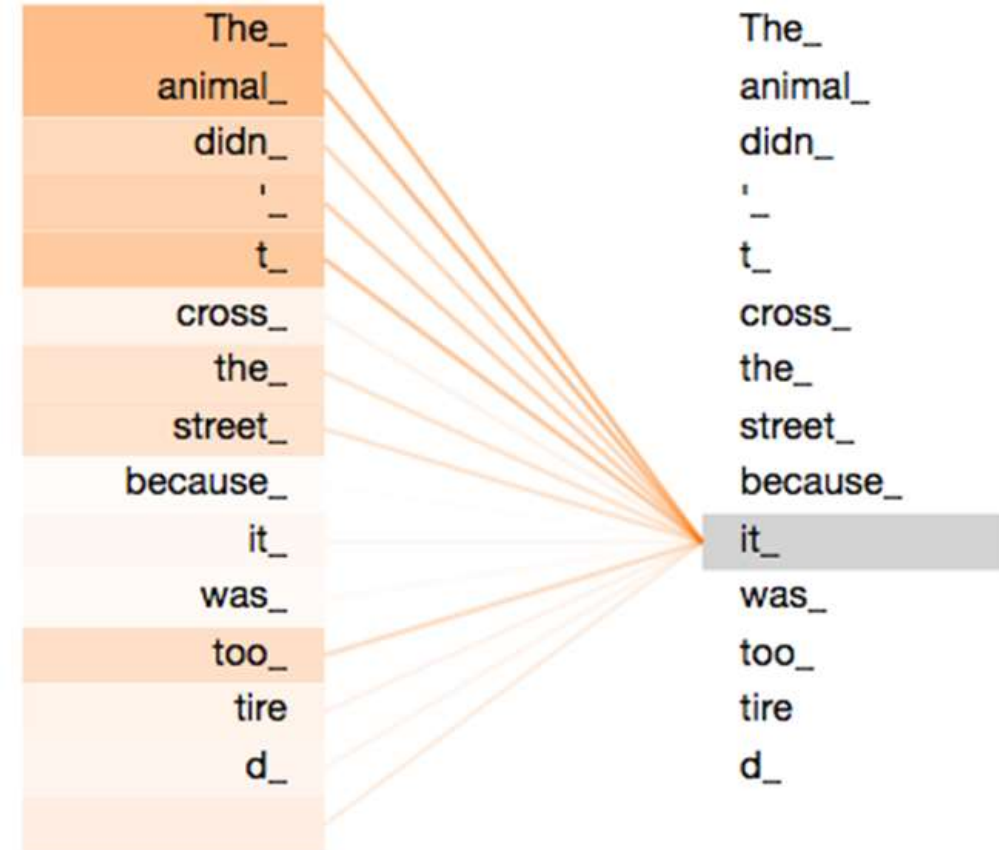 The_ The_
animal_ animal_
didn_ didn_
'_ '_
t_ t_
cross_ cross_
the_ the_
street_ street_
because_ because_
it_ it_
was_ was_
too_ too_
tire tire
d_ d_